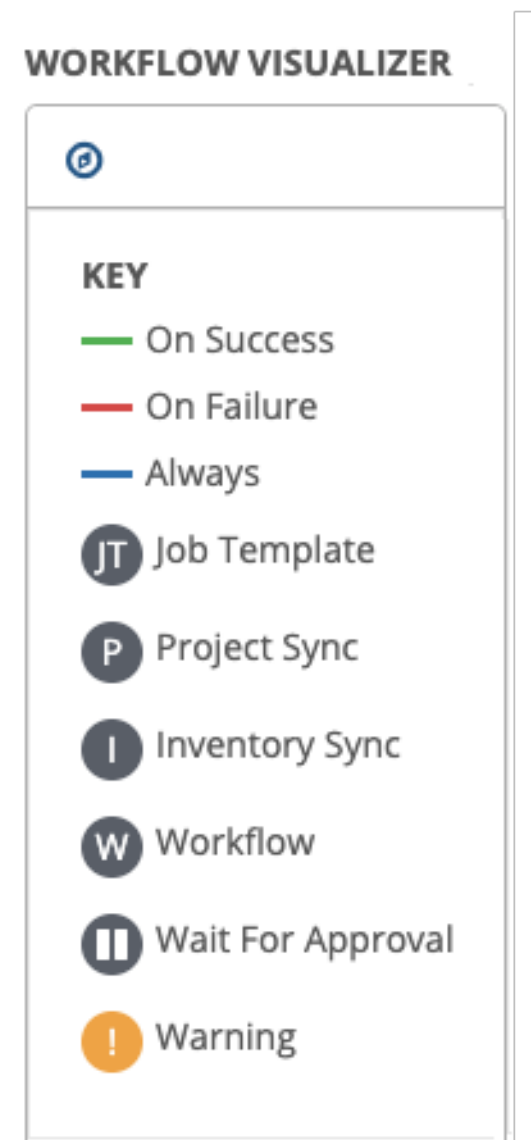 WORKFLOW VISUALIZER
KEY
On Success
On Failure
Always
JT Job Template
P Project Sync
I Inventory Sync
W Workflow
Wait For Approval
! Warning